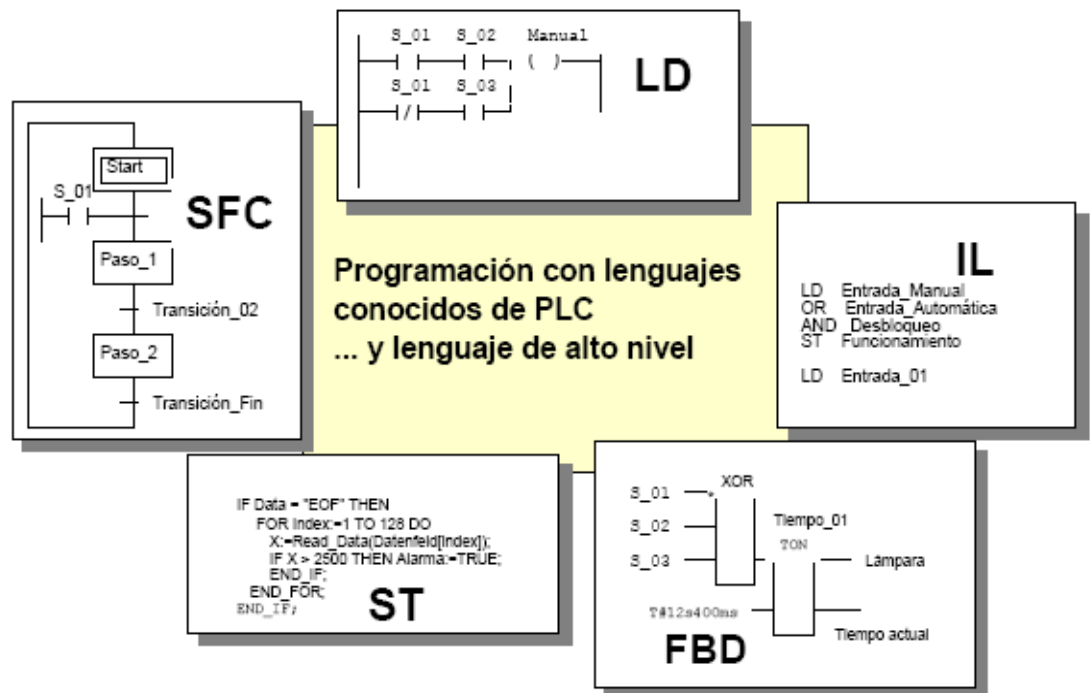 S_01 S_02 Manual
( )
S_01 S_03
LD
Start
S_01
SFC
Paso_1
Transición_02
Paso_2
Transición_Fin
Programación con lenguajes
conocidos de PLC
... y lenguaje de alto nivel
IL
LD Entrada_Manual
OR Entrada_Automática
AND Desbloqueo
ST Funcionamiento
LD Entrada_01
IF Data = "EOF" THEN
FOR Index:=1 TO 128 DO
X:=Read_Data(Datenfeld[Index]);
IF X > 2500 THEN Alarma:=TRUE;
END_IF;
END_FOR;
END_IF;
ST
XOR
S_01
S_02
S_03
Tiempo_01
TON
Lámpara
T#12s400ms
Tiempo actual
FBD